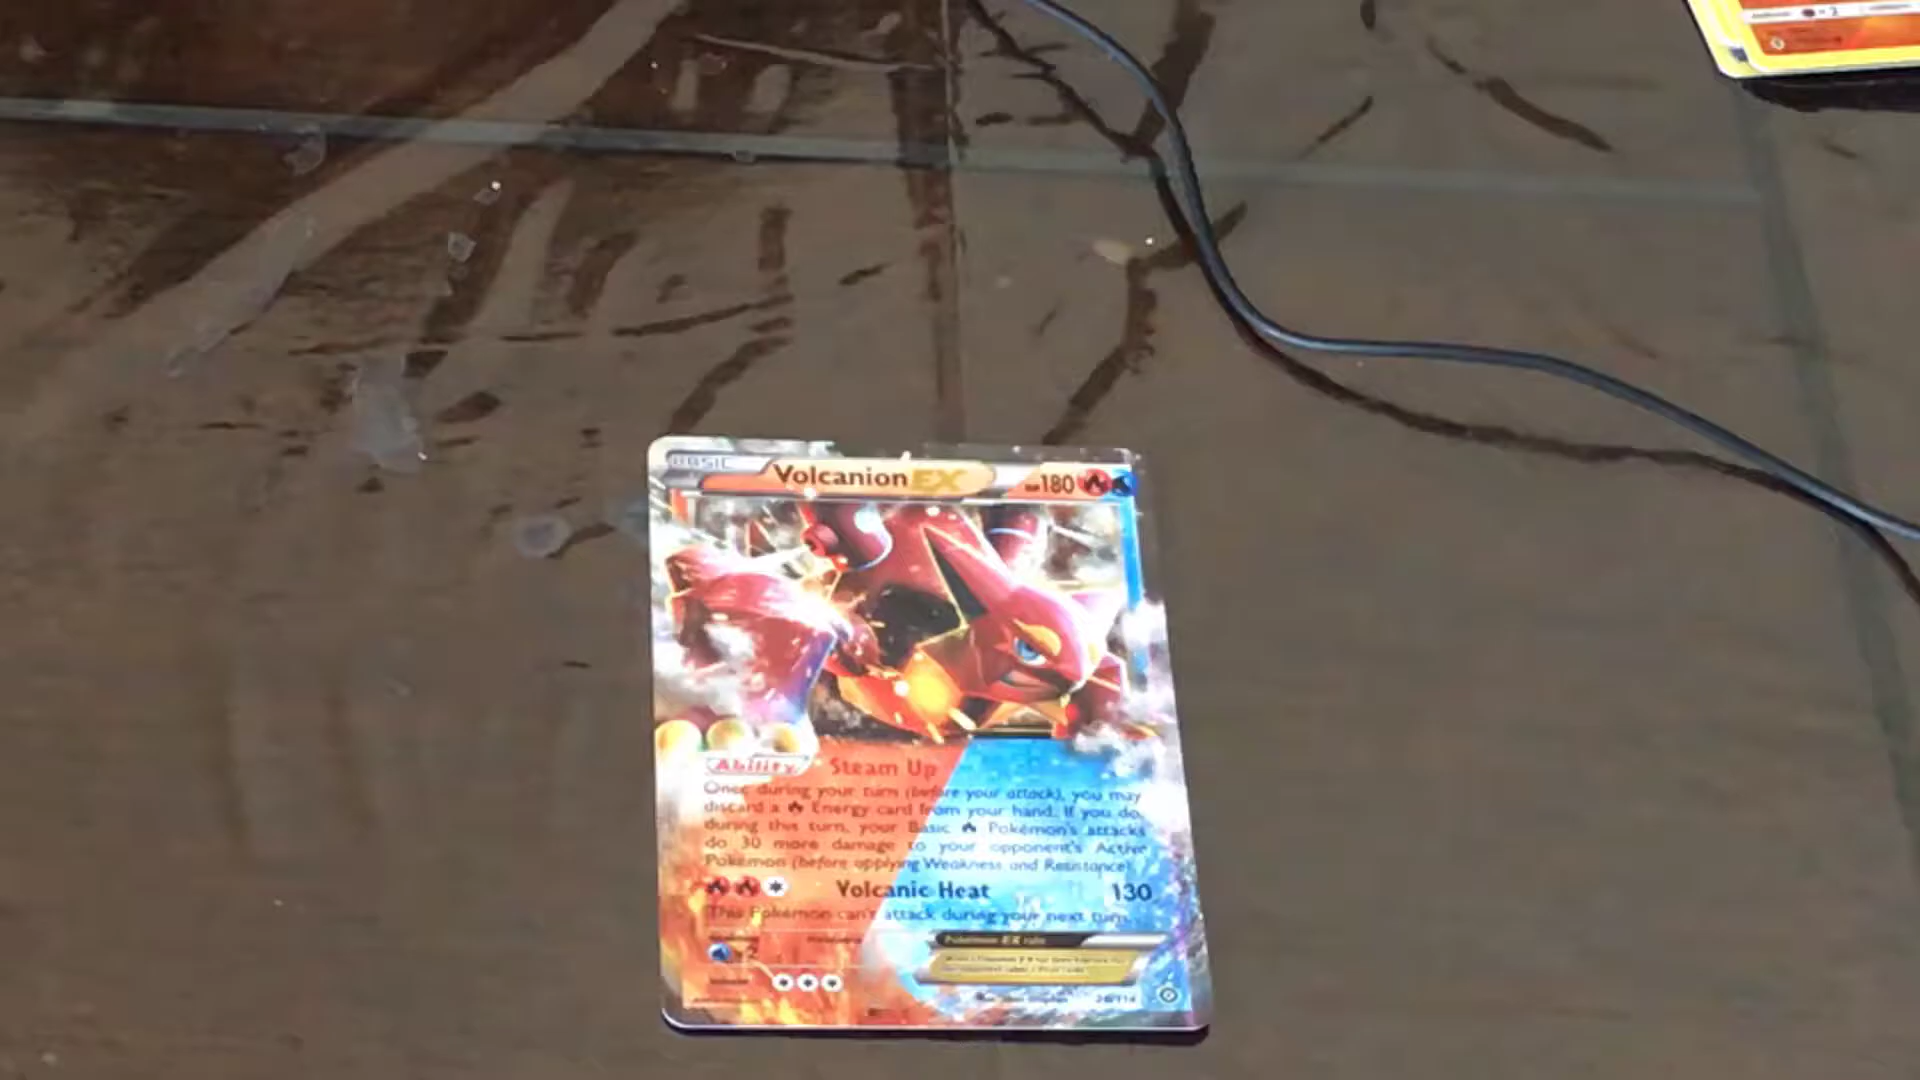 BASIC Volcanion EX HP180
Ability Steam Up
Once during your turn (before your attack), you may
discard a Energy card from your hand. If you do,
during this turn, your Basic Pokémon's attacks
do 30 more damage to your opponent's Active
Pokémon (before applying Weakness and Resistance).
Volcanic Heat 130
This Pokémon can't attack during your next turn.
Pokémon EX rule
×2
26/114